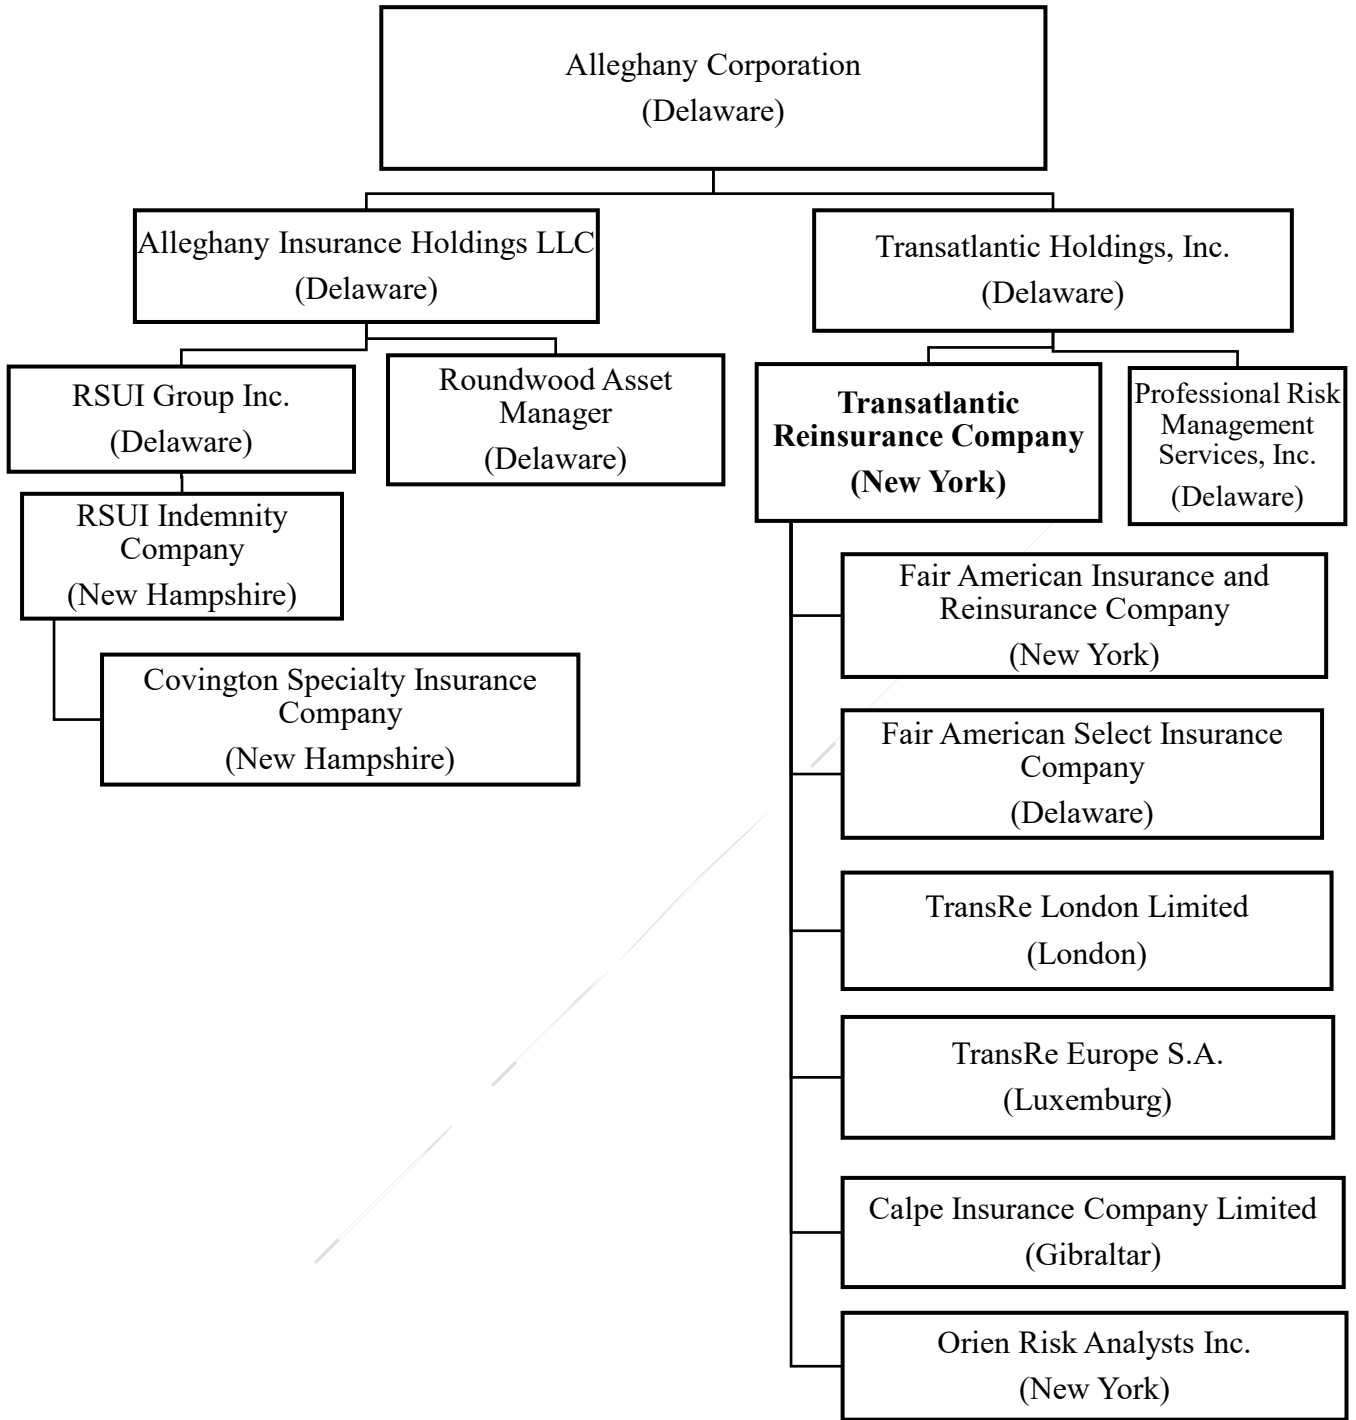 Alleghany Corporation
(Delaware)
Alleghany Insurance Holdings LLC
(Delaware)
Transatlantic Holdings, Inc.
(Delaware)
RSUI Group Inc.
(Delaware)
Roundwood Asset
Manager
(Delaware)
Transatlantic
Reinsurance Company
(New York)
Professional Risk
Management
Services, Inc.
(Delaware)
RSUI Indemnity
Company
(New Hampshire)
Covington Specialty Insurance
Company
(New Hampshire)
Fair American Insurance and
Reinsurance Company
(New York)
Fair American Select Insurance
Company
(Delaware)
TransRe London Limited
(London)
TransRe Europe S.A.
(Luxemburg)
Calpe Insurance Company Limited
(Gibraltar)
Orien Risk Analysts Inc.
(New York)